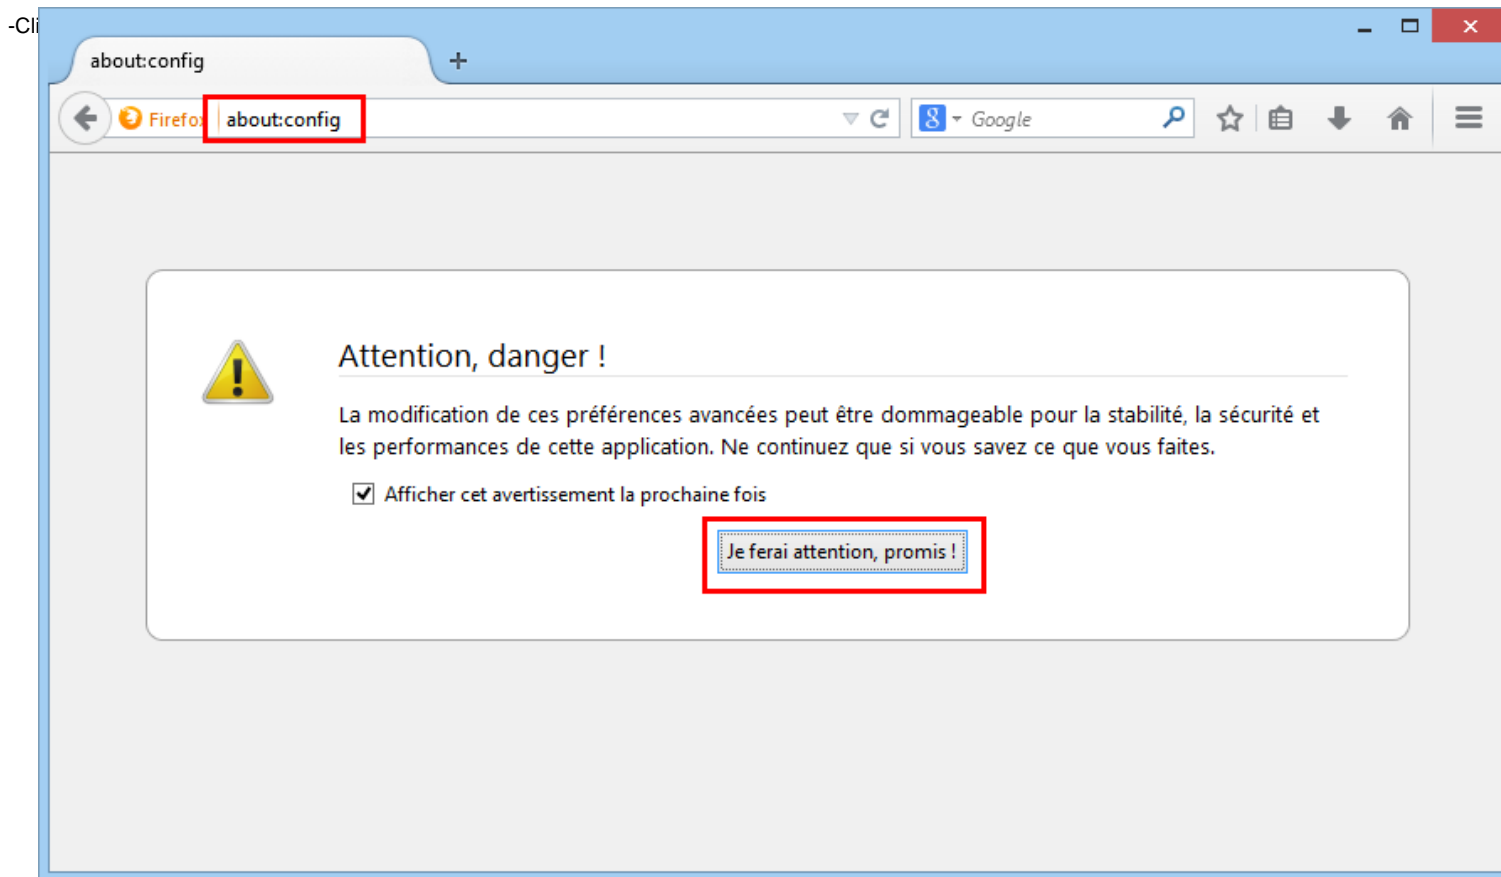 -Cli
about:config
Firefo
about:config
Google
Attention, danger !
La modification de ces préférences avancées peut être dommageable pour la stabilité, la sécurité et
les performances de cette application. Ne continuez que si vous savez ce que vous faites.
Afficher cet avertissement la prochaine fois
Je ferai attention, promis !